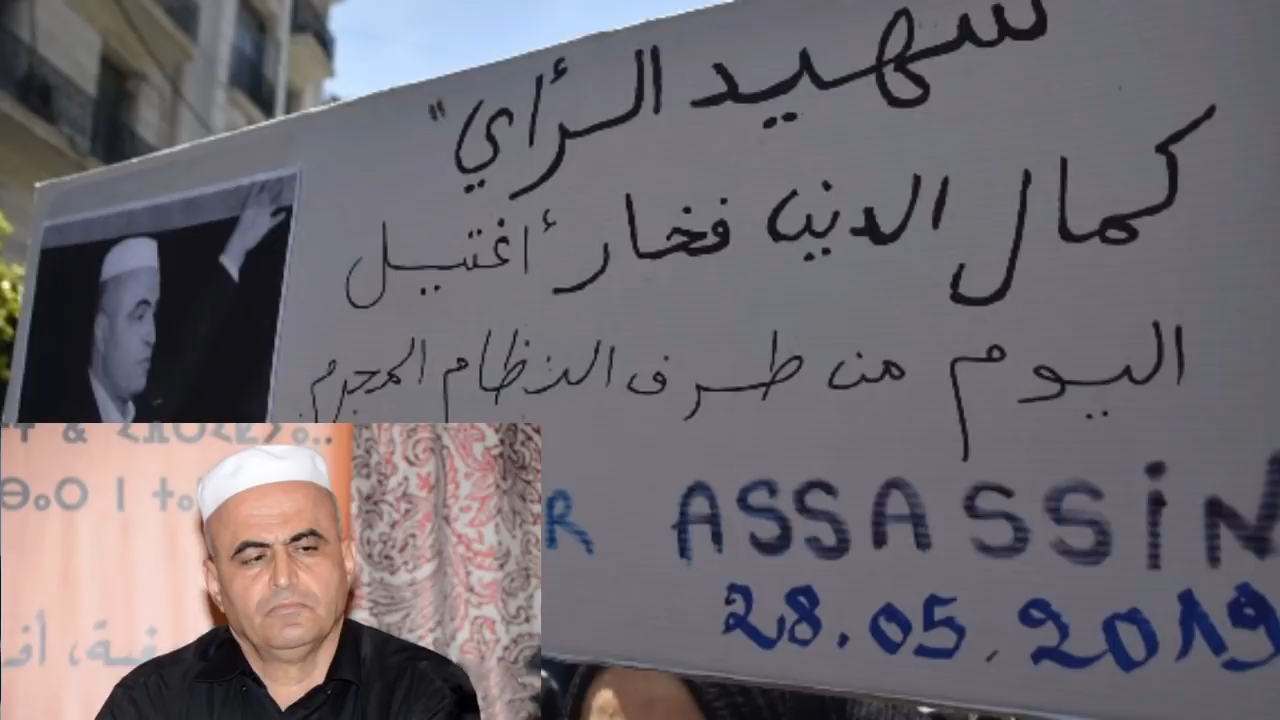 شهيد الرأي"
كمال الدين فخار أغتيل
اليوم من طرف النظام المجرم
R ASSASSIN
28.05.2019